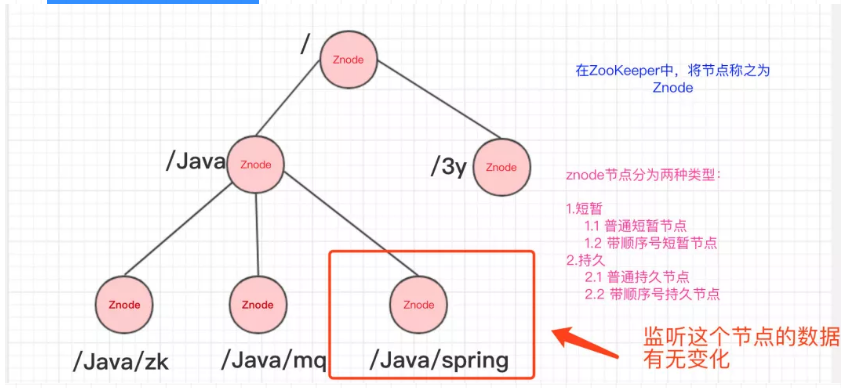 /
Znode
在ZooKeeper中，将节点称之为
Znode
/Java
Znode
/3y
Znode
znode节点分为两种类型：
1.短暂
1.1 普通短暂节点
1.2 带顺序号短暂节点
2.持久
2.1 普通持久节点
2.2 带顺序号持久节点
Znode
Znode
Znode
/Java/zk
/Java/mq
/Java/spring
监听这个节点的数据
有无变化